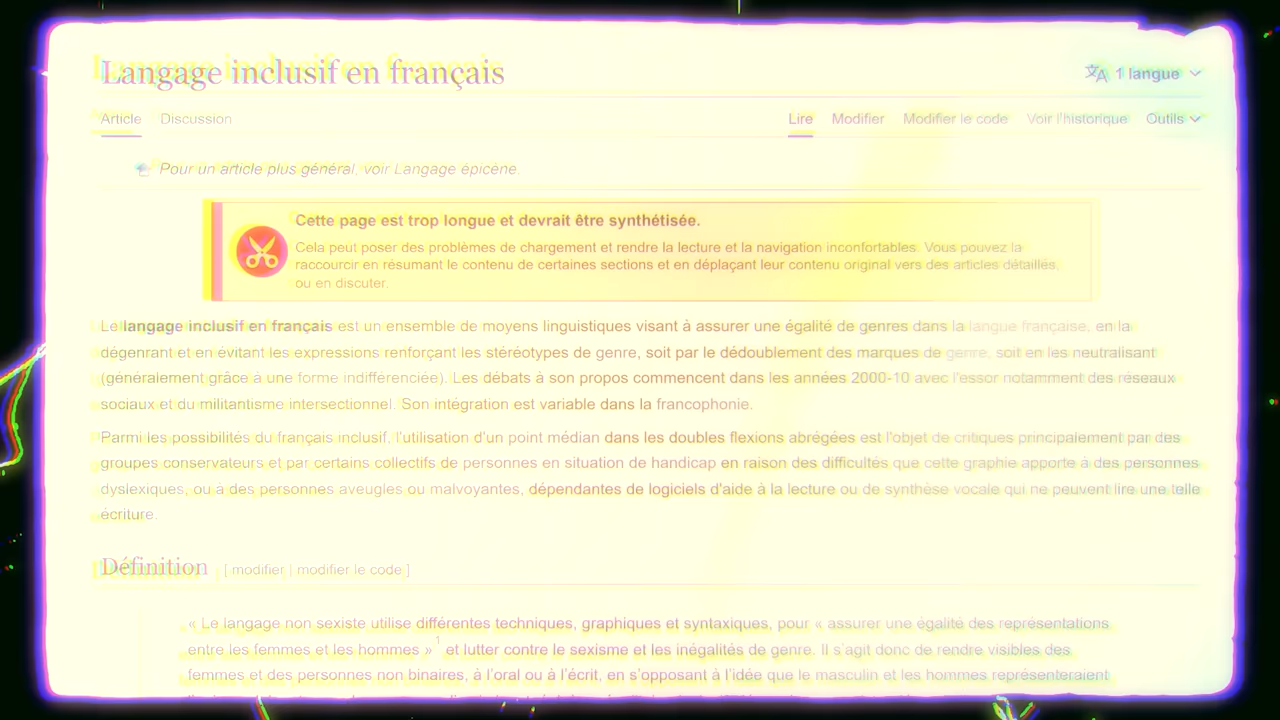 Langage inclusif en français
1 langue
Article Discussion Lire Modifier Modifier le code Voir l'historique Outils
Pour un article plus général, voir Langage épicène.
Cette page est trop longue et devrait être synthétisée.
Cela peut poser des problèmes de chargement et rendre la lecture et la navigation inconfortables. Vous pouvez la
raccourcir en résumant le contenu de certaines sections et en déplaçant leur contenu original vers des articles détaillés,
ou en discuter.
Le langage inclusif en français est un ensemble de moyens linguistiques visant à assurer une égalité de genres dans la langue française, en la
dégenrant et en évitant les expressions renforçant les stéréotypes de genre, soit par le dédoublement des marques de genre, soit en les neutralisant
(généralement grâce à une forme indifférenciée). Les débats à son propos commencent dans les années 2000-10 avec l'essor notamment des réseaux
sociaux et du militantisme intersectionnel. Son intégration est variable dans la francophonie.
Parmi les possibilités du français inclusif, l'utilisation d'un point médian dans les doubles flexions abrégées est l'objet de critiques principalement par des
groupes conservateurs et par certains collectifs de personnes en situation de handicap en raison des difficultés que cette graphie apporte à des personnes
dyslexiques, ou à des personnes aveugles ou malvoyantes, dépendantes de logiciels d'aide à la lecture ou de synthèse vocale qui ne peuvent lire une telle
écriture.
Définition [ modifier | modifier le code ]
« Le langage non sexiste utilise différentes techniques, graphiques et syntaxiques, pour « assurer une égalité des représentations
entre les femmes et les hommes » 1 et lutter contre le sexisme et les inégalités de genre. Il s'agit donc de rendre visibles des
femmes et des personnes non binaires, à l'oral ou à l'écrit, en s'opposant à l'idée que le masculin et les hommes représenteraient